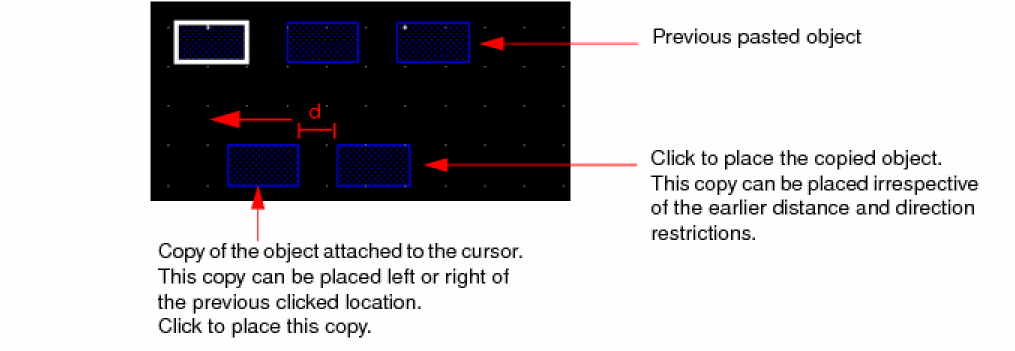 Previous pasted object
d
Click to place the copied object.
This copy can be placed irrespective
of the earlier distance and direction
restrictions.
Copy of the object attached to the cursor.
This copy can be placed left or right of
the previous clicked location.
Click to place this copy.